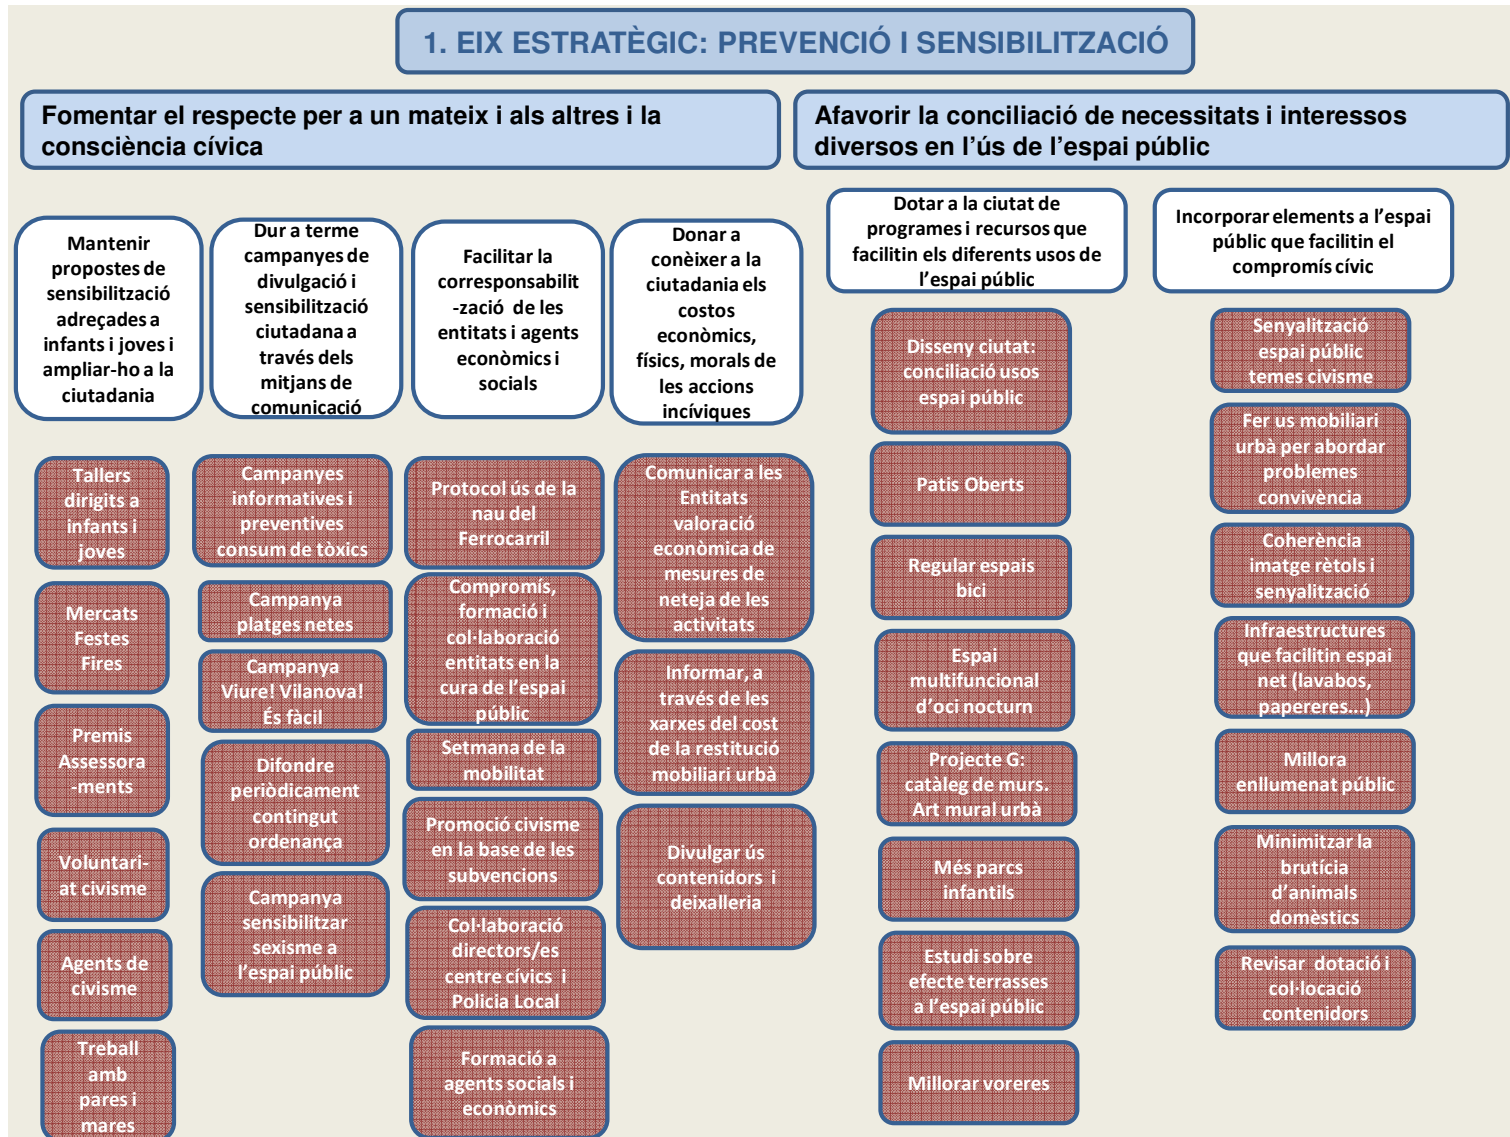 1. EIX ESTRATÈGIC: PREVENCIÓ I SENSIBILITZACIÓ
Fomentar el respecte per a un mateix i als altres i la
consciència cívica
Afavorir la conciliació de necessitats i interessos
diversos en l’ús de l’espai públic
Mantenir
propostes de
sensibilització
adreçades a
infants i joves i
ampliar-ho a la
ciutadania
Dur a terme
campanyes de
divulgació i
sensibilització
ciutadana a
través dels
mitjans de
comunicació
Facilitar la
corresponsabilit
-zació de les
entitats i agents
econòmics i
socials
Donar a
conèixer a la
ciutadania els
costos
econòmics,
físics, morals de
les accions
incíviques
Dotar a la ciutat de
programes i recursos que
facilitin els diferents usos de
l’espai públic
Incorporar elements a l’espai
públic que facilitin el
compromís cívic
Tallers
dirigits a
infants i
joves
Mercats
Festes
Fires
Premis
Assessora
-ments
Voluntari-
at civisme
Agents de
civisme
Treball
amb
pares i
mares
Campanyes
informatives i
preventives
consum de tòxics
Campanya
platges netes
Campanya
Viure! Vilanova!
És fàcil
Difondre
periòdicament
contingut
ordenança
Campanya
sensibilitzar
sexisme a
l’espai públic
Protocol ús de la
nau del
Ferrocarril
Compromís,
formació i
col·laboració
entitats en la
cura de l’espai
públic
Setmana de la
mobilitat
Promoció civisme
en la base de les
subvencions
Col·laboració
directors/es
centre cívics i
Policia Local
Formació a
agents socials i
econòmics
Comunicar a les
Entitats
valoració
econòmica de
mesures de
neteja de les
activitats
Informar, a
través de les
xarxes del cost
de la restitució
mobiliari urbà
Divulgar ús
contenidors i
deixalleria
Disseny ciutat:
conciliació usos
espai públic
Patis Oberts
Regular espais
bici
Espai
multifuncional
d’oci nocturn
Projecte G:
catàleg de murs.
Art mural urbà
Més parcs
infantils
Estudi sobre
efecte terrasses
a l’espai públic
Millorar voreres
Senyalització
espai públic
temes civisme
Fer us mobiliari
urbà per abordar
problemes
convivència
Coherència
imatge rètols i
senyalització
Infraestructures
que facilitin espai
net (lavabos,
papereres...)
Millora
enllumenat públic
Minimitzar la
brutícia
d’animals
domèstics
Revisar dotació i
col·locació
contenidors